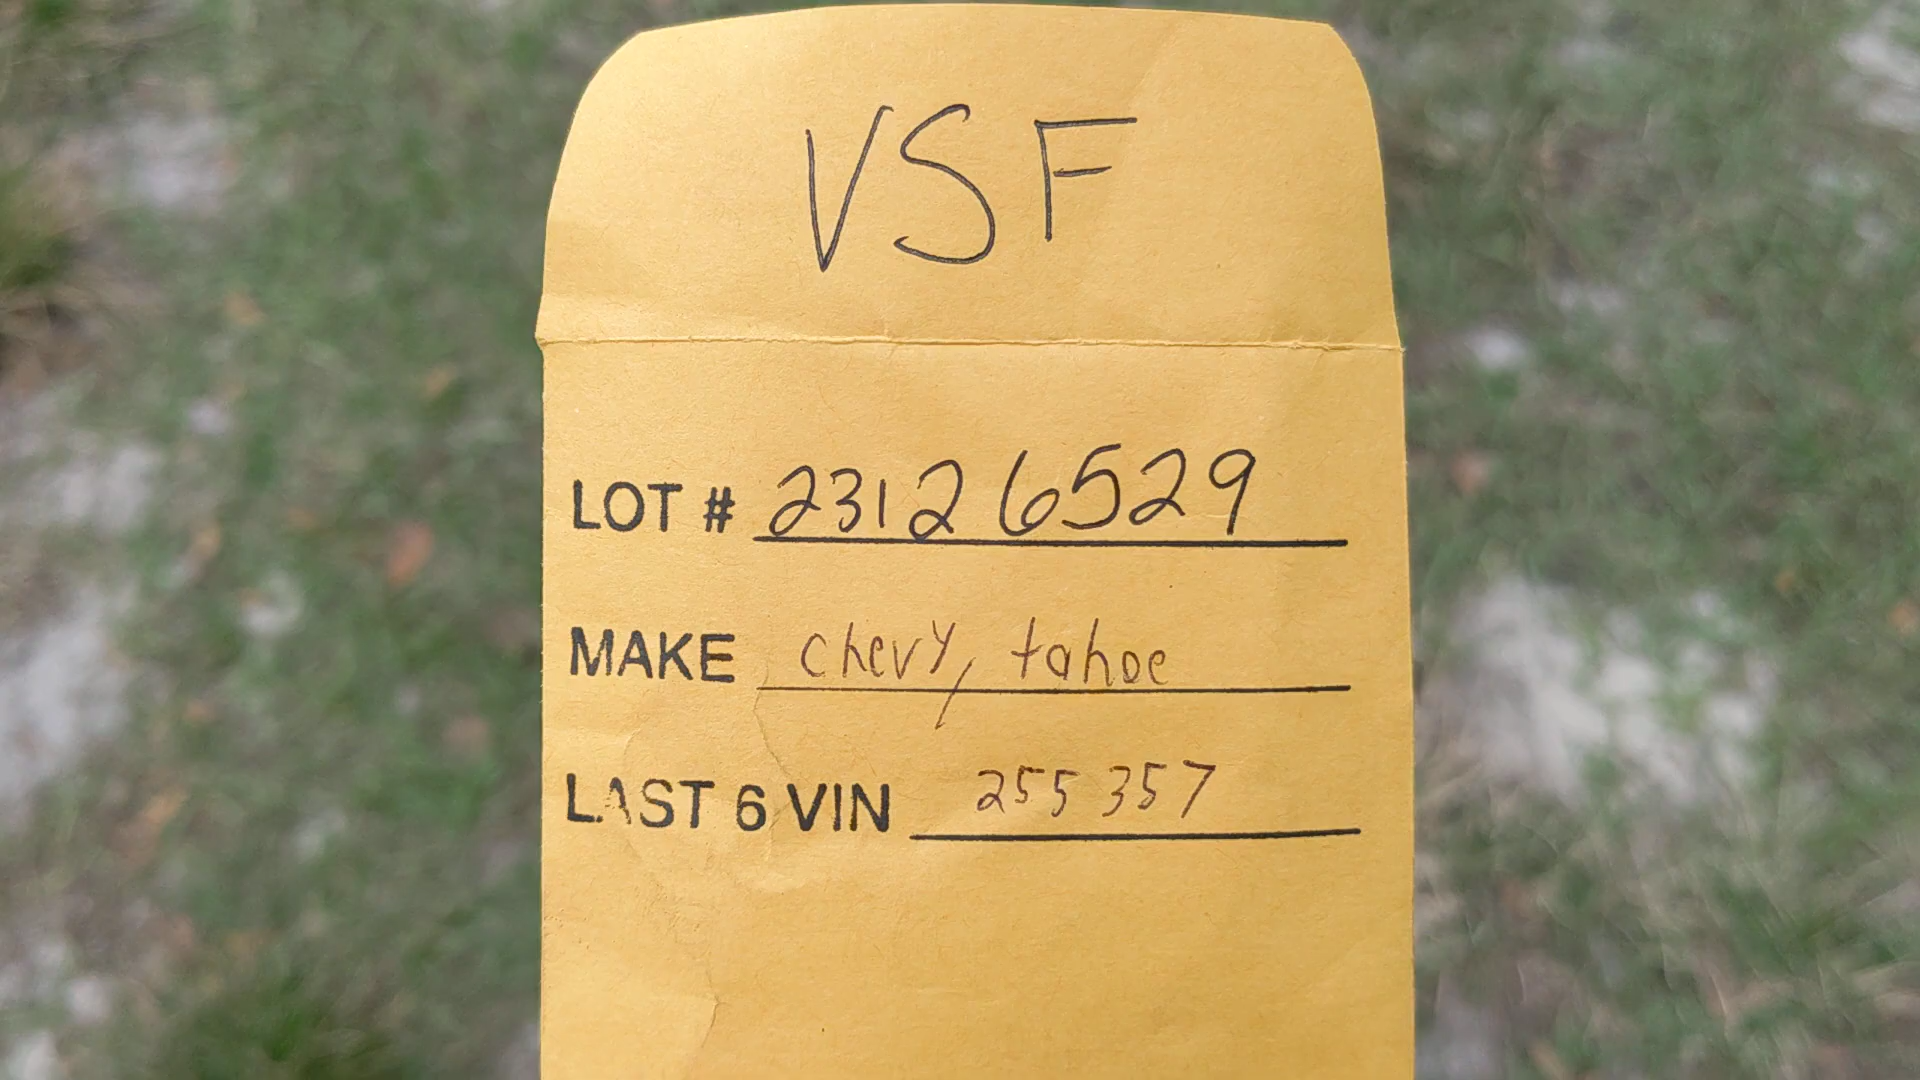 VSF
LOT # 23126529
MAKE chevy, tahoe
LAST 6 VIN 255357